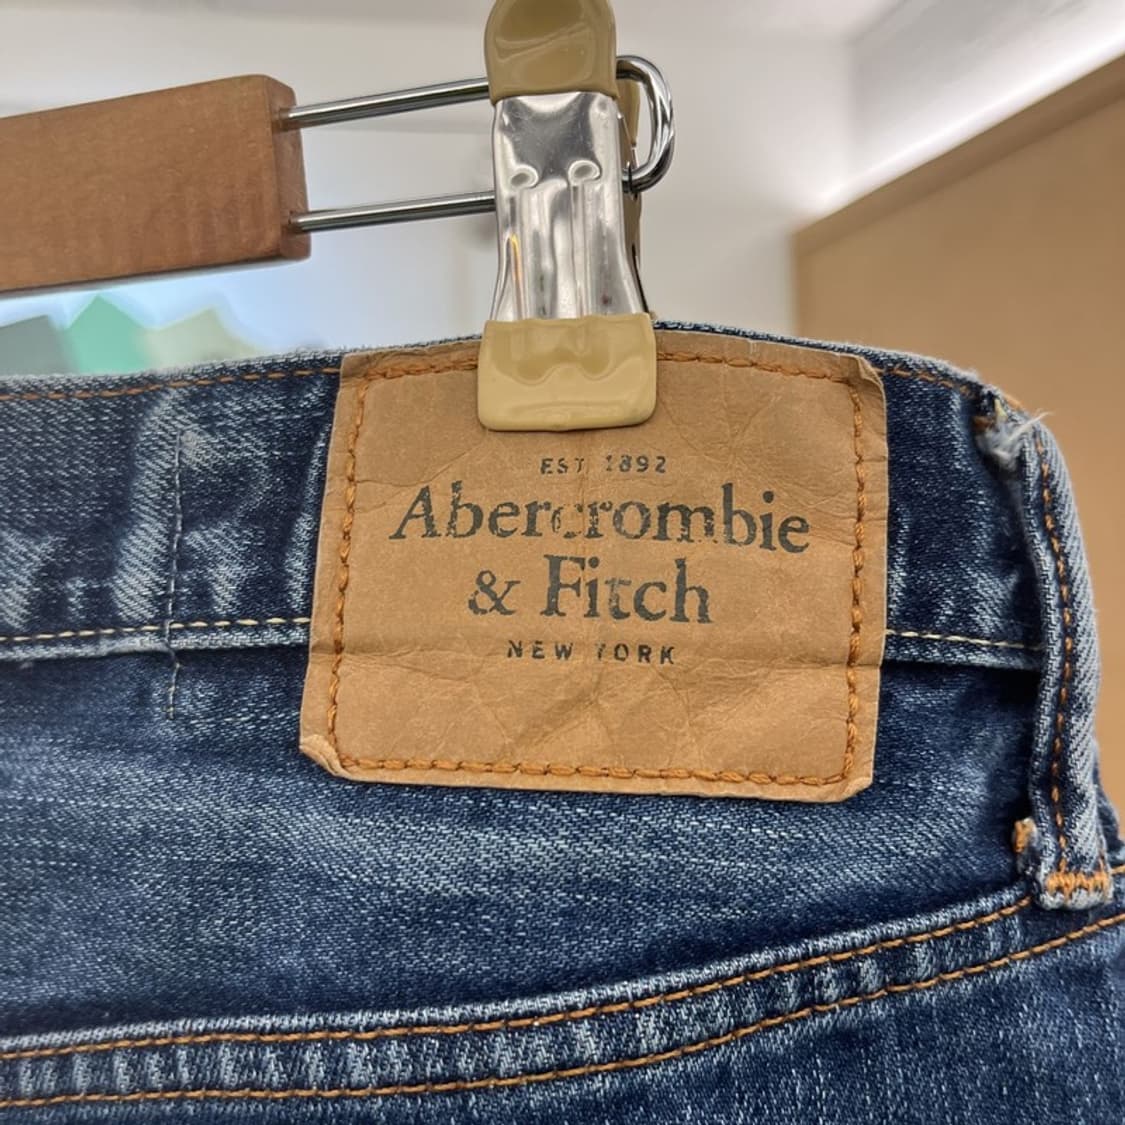 EST 1892
Abercrombie
& Fitch
NEW YORK